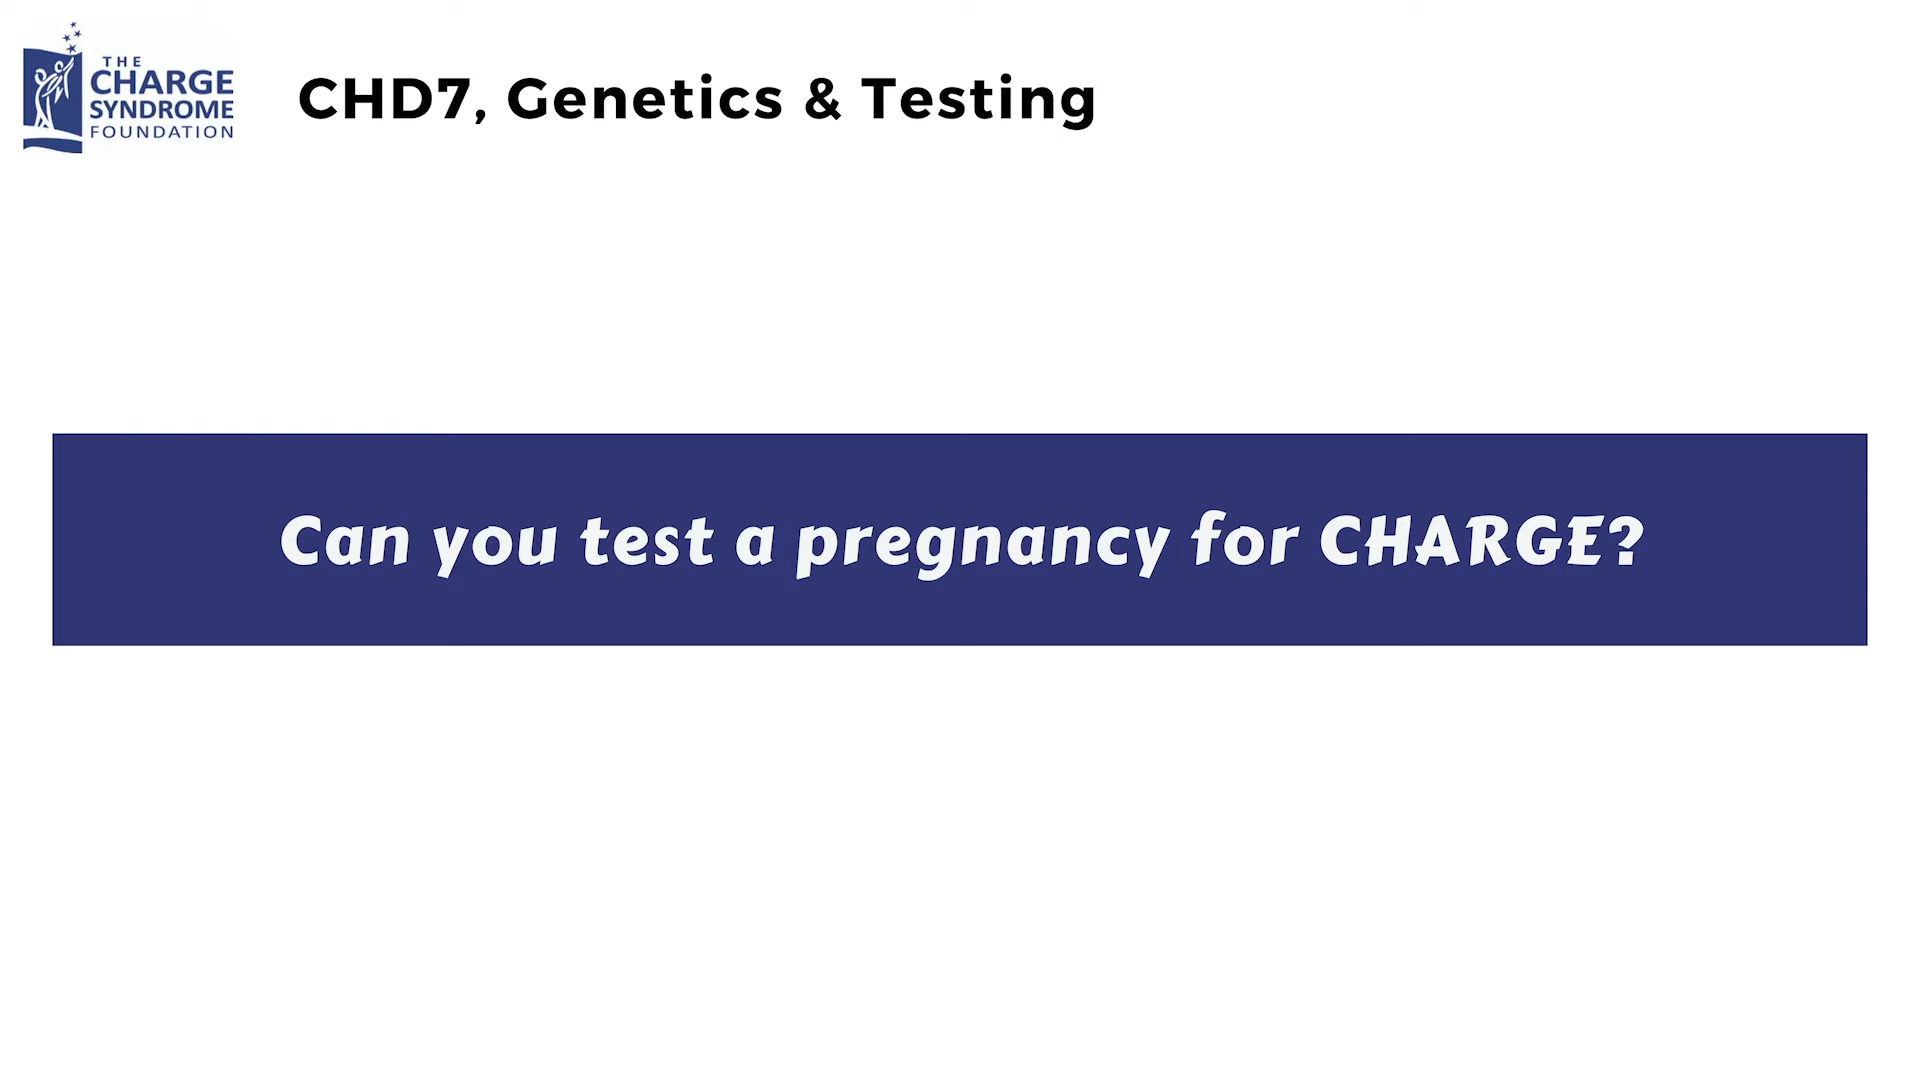 THE
CHARGE
SYNDROME
FOUNDATION
CHD7, Genetics & Testing
Can you test a pregnancy for CHARGE?